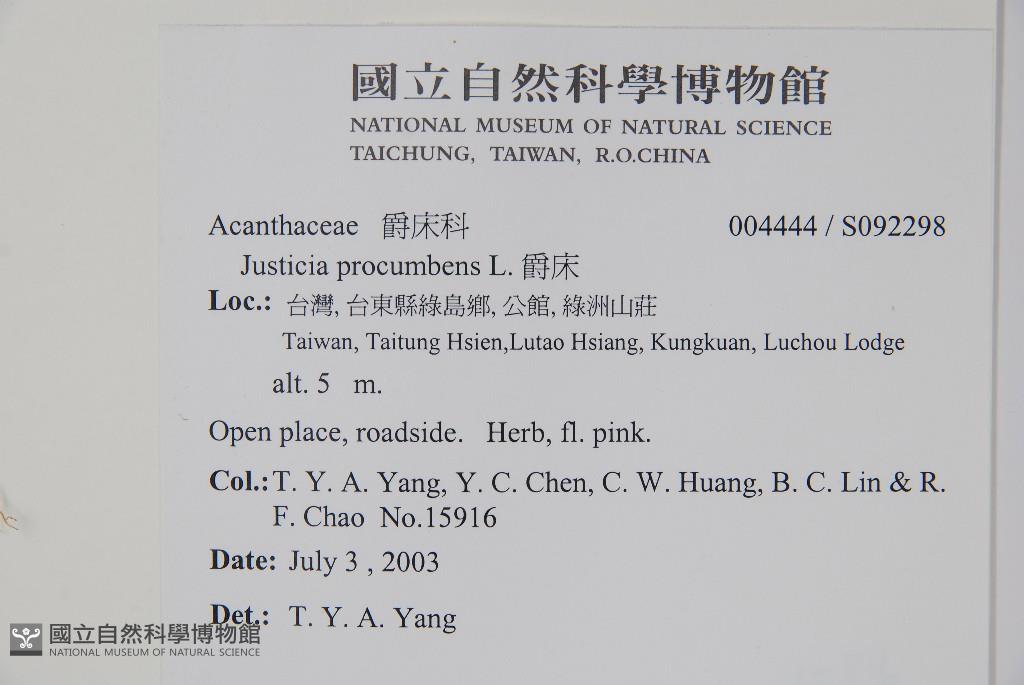 國立自然科學博物館
NATIONAL MUSEUM OF NATURAL SCIENCE
TAICHUNG, TAIWAN, R.O.CHINA
Acanthaceae 爵床科 004444 / S092298
Justicia procumbens L. 爵床
Loc.: 台灣, 台東縣綠島鄉, 公館, 綠洲山莊
Taiwan, Taitung Hsien,Lutao Hsiang, Kungkuan, Luchou Lodge
alt. 5 m.
Open place, roadside. Herb, fl. pink.
Col.: T. Y. A. Yang, Y. C. Chen, C. W. Huang, B. C. Lin & R.
F. Chao No.15916
Date: July 3 , 2003
Det.: T. Y. A. Yang
國立自然科學博物館
NATIONAL MUSEUM OF NATURAL SCIENCE